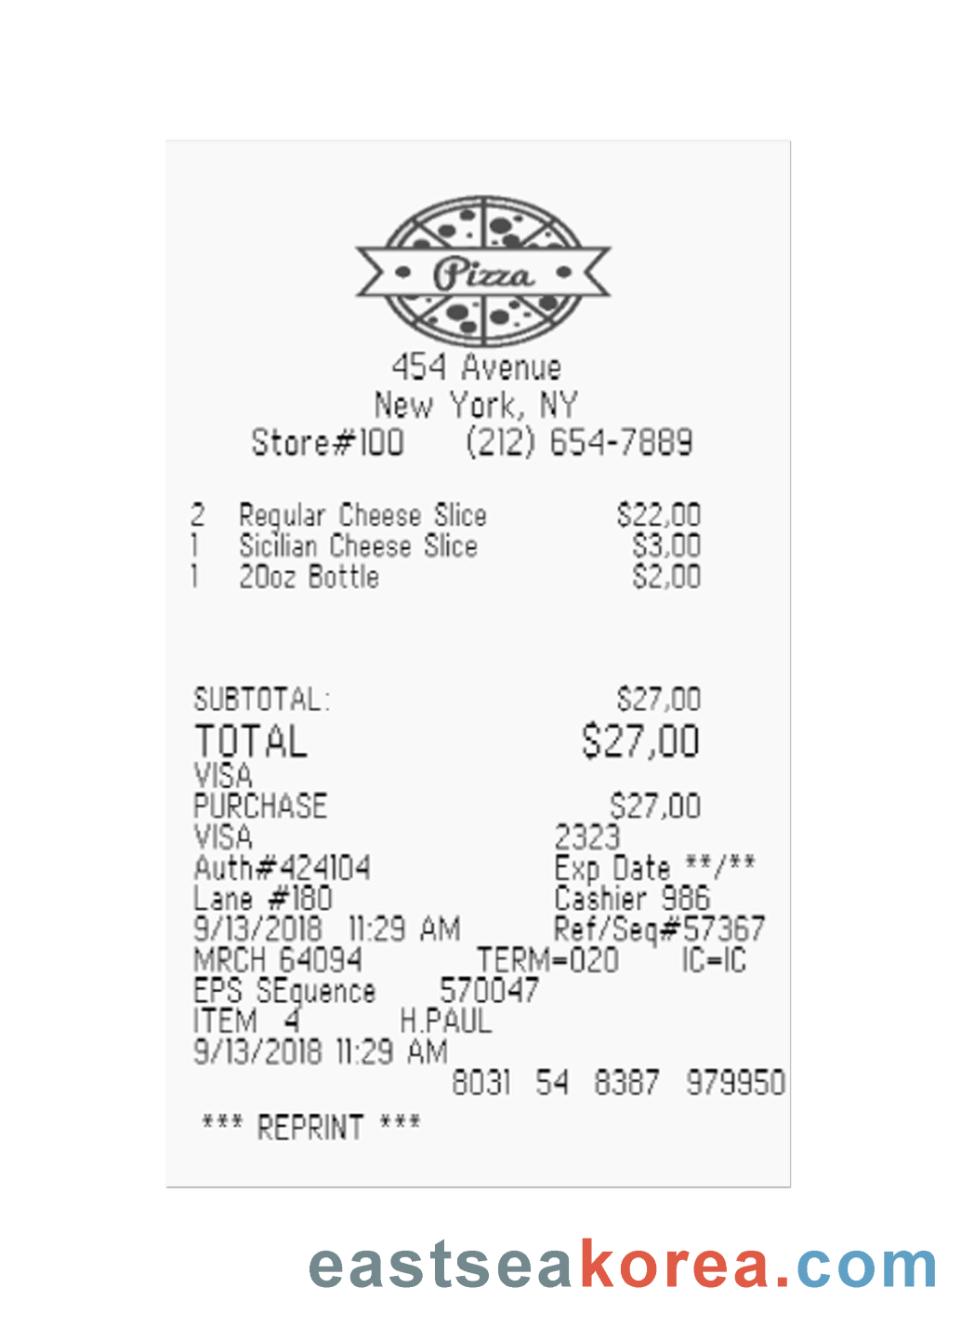 Pizza
454 Avenue
New York, NY
Store#100 (212) 654-7889
2 Regular Cheese Slice $22,00
1 Sicilian Cheese Slice $3,00
1 20oz Bottle $2,00
SUBTOTAL: $27,00
TOTAL $27,00
VISA
PURCHASE $27,00
VISA 2323
Auth#424104 Exp Date **/**
Lane #180 Cashier 986
9/13/2018 11:29 AM Ref/Seq#57367
MRCH 64094 TERM=020 IC=IC
EPS SEquence 570047
ITEM 4 H.PAUL
9/13/2018 11:29 AM
8031 54 8387 979950
*** REPRINT ***
eastseakorea.com